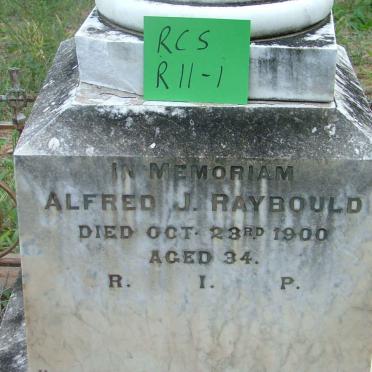 RCS
R11-1
IN MEMORIAM
ALFRED J. RAYBOULD
DIED OCT. 23RD 1900
AGED 34.
R. I. P.